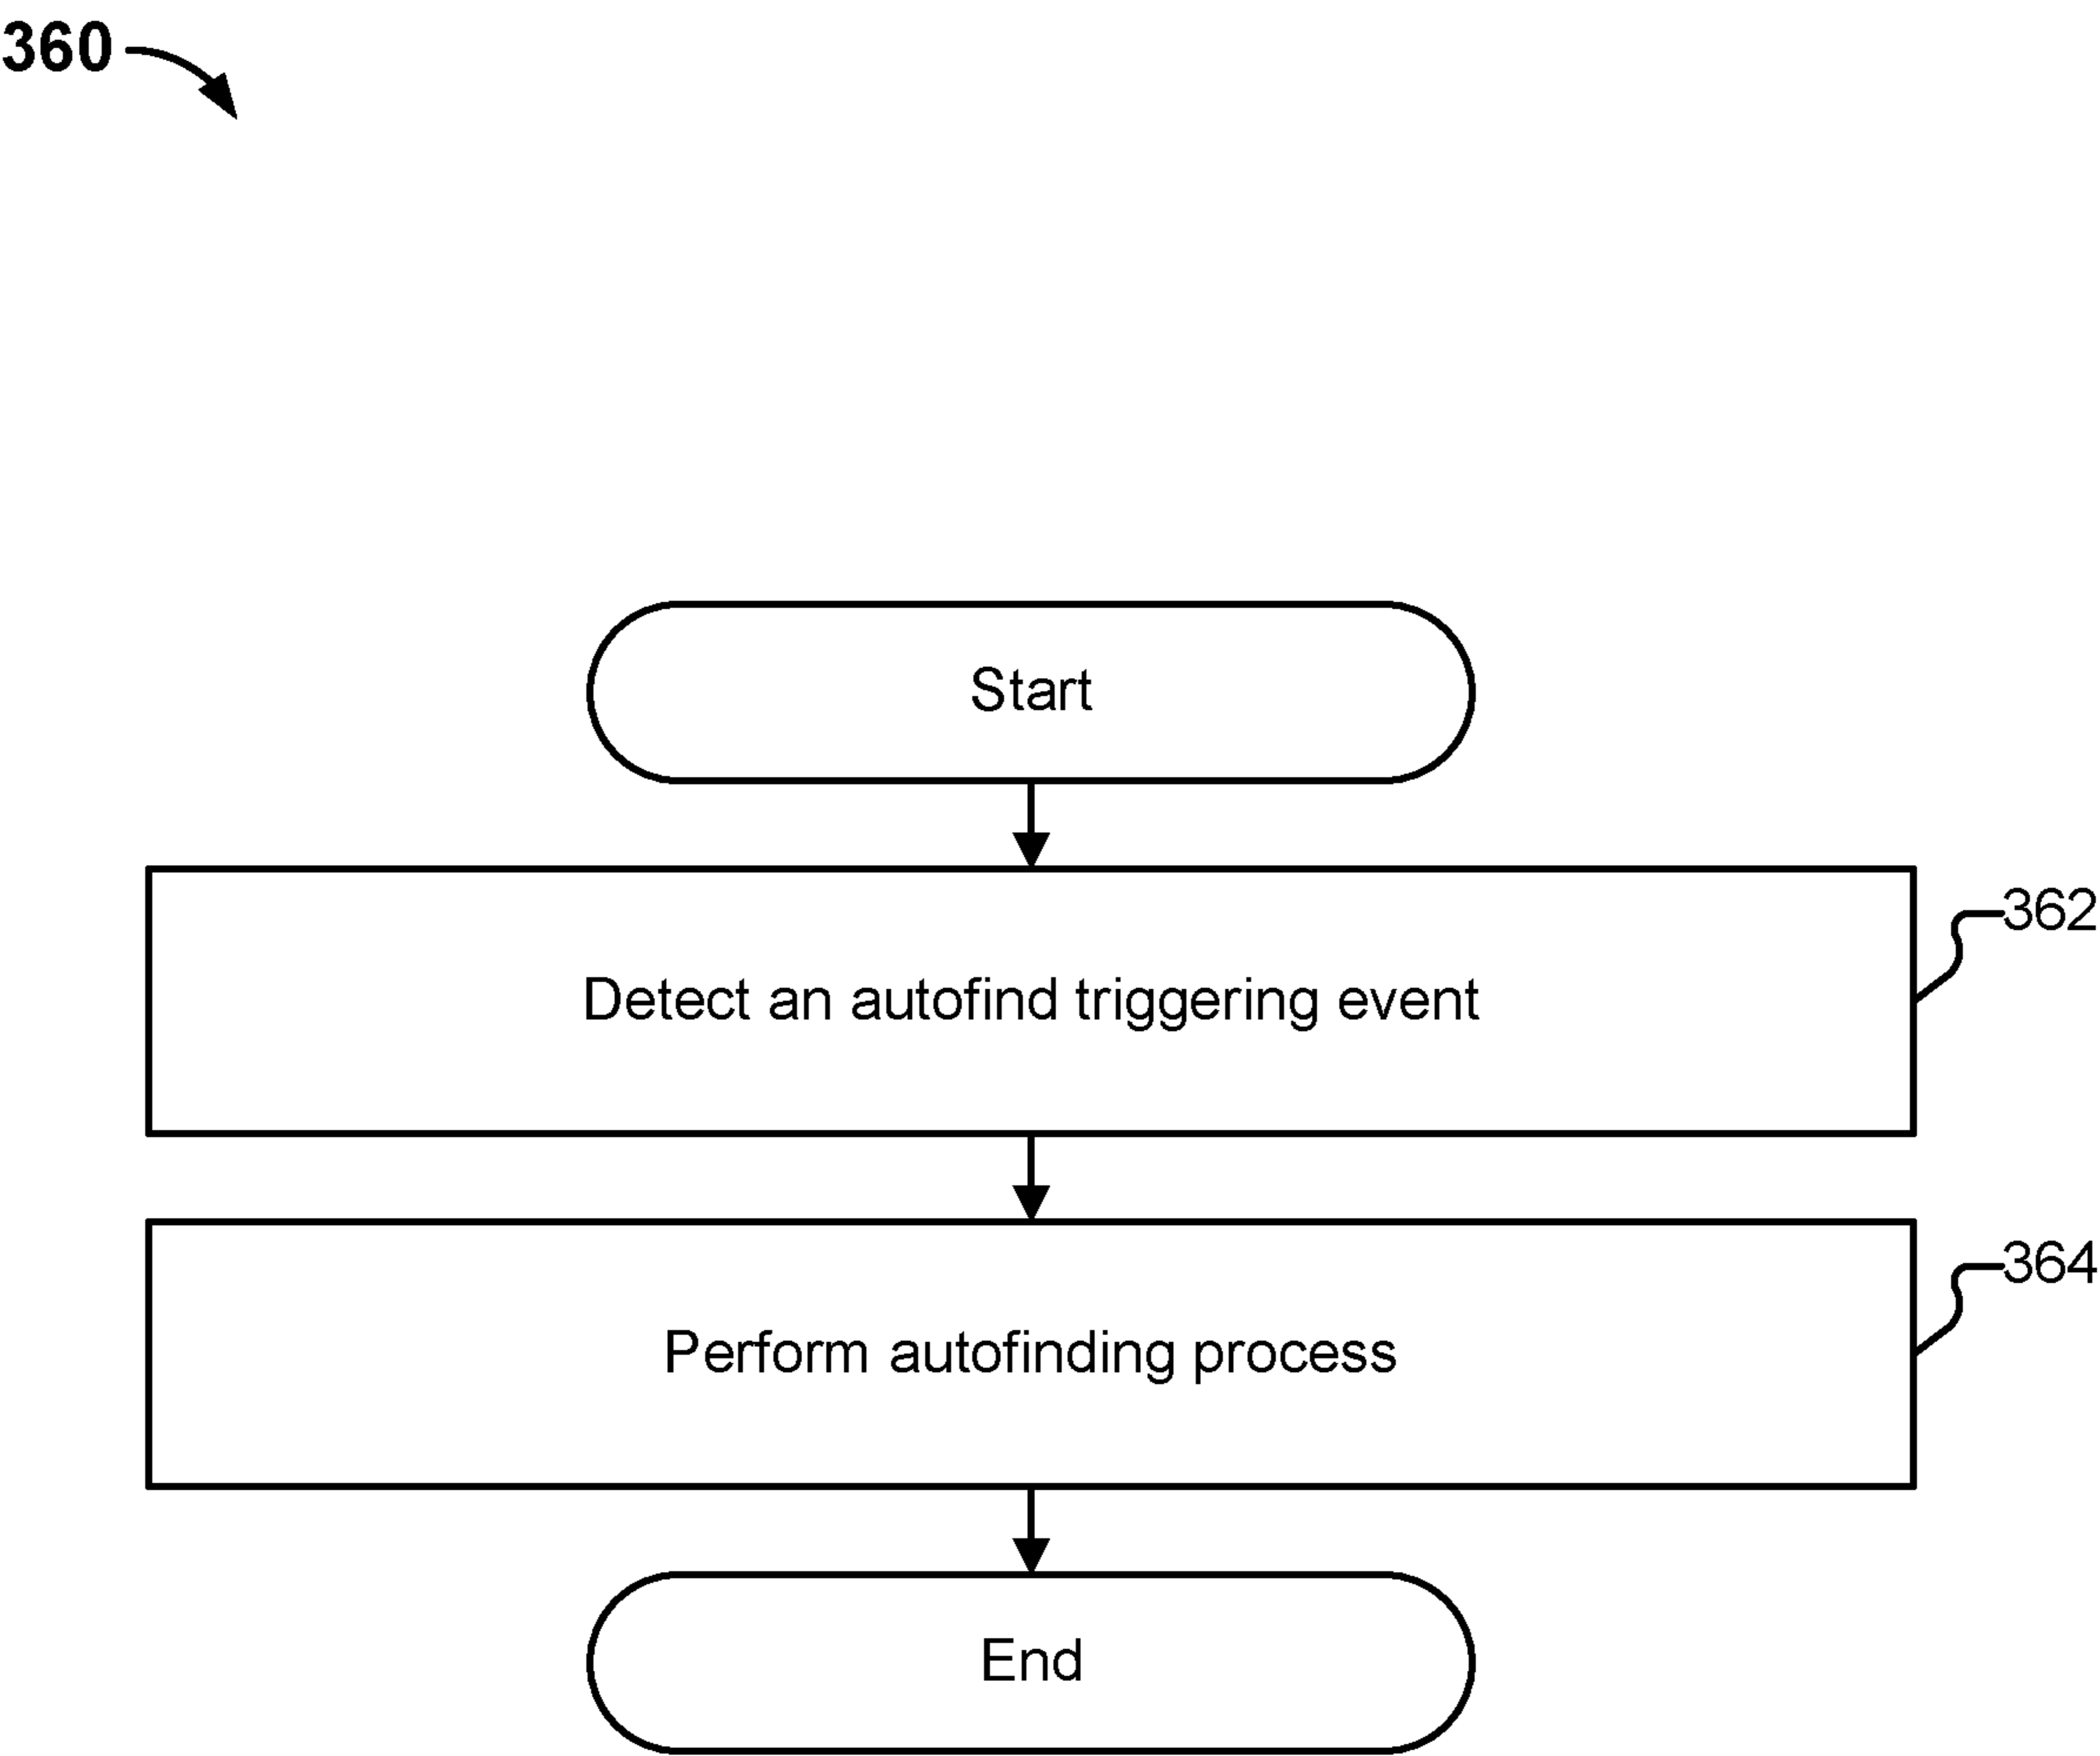 360
Start
Detect an autofind triggering event
362
Perform autofinding process
364
End